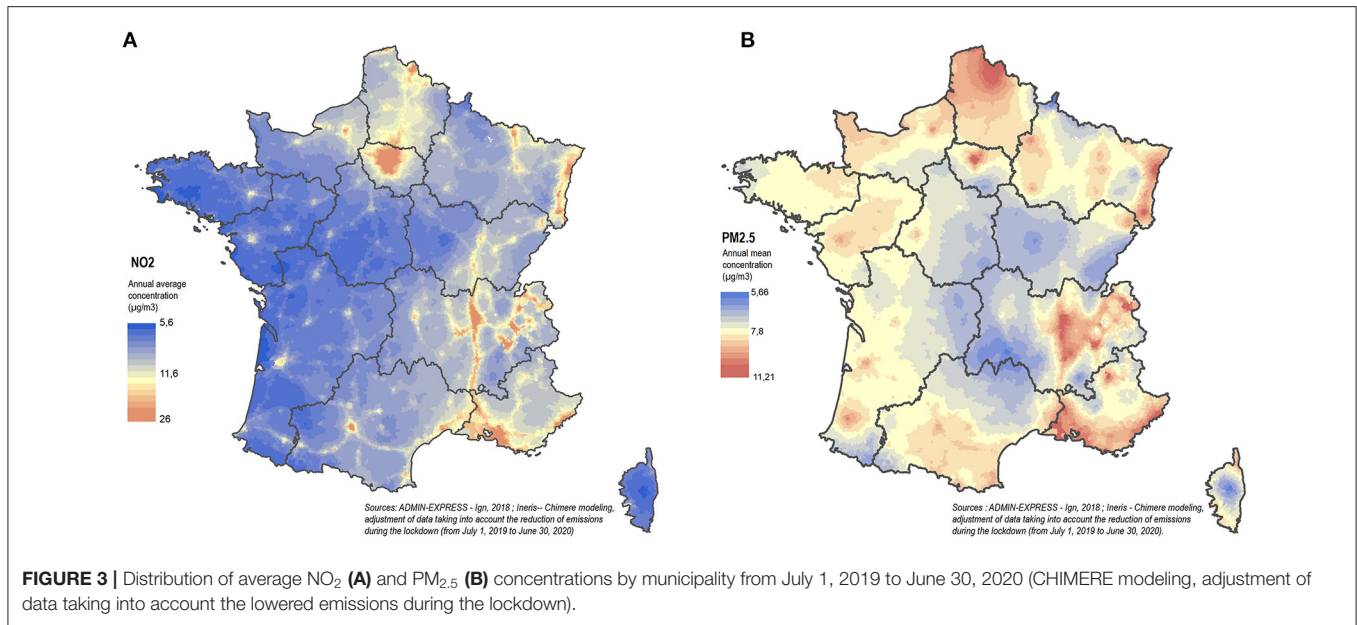 A
NO2
Annual average
concentration
(µg/m3)
5,6
11,6
26
Sources: ADMIN-EXPRESS - Ign, 2018 ; Ineris-- Chimere modeling,
adjustment of data taking into account the reduction of emissions
during the lockdown (from July 1, 2019 to June 30, 2020)
B
PM2.5
Annual mean
concentration
(µg/m3)
5,66
7,8
11,21
Sources : ADMIN-EXPRESS - Ign, 2018 ; Ineris - Chimere modeling,
adjustment of data taking into account the reduction of emissions
during the lockdown (from July 1, 2019 to June 30, 2020).
FIGURE 3 | Distribution of average NO₂ (A) and PM₂.₅ (B) concentrations by municipality from July 1, 2019 to June 30, 2020 (CHIMERE modeling, adjustment of
data taking into account the lowered emissions during the lockdown).